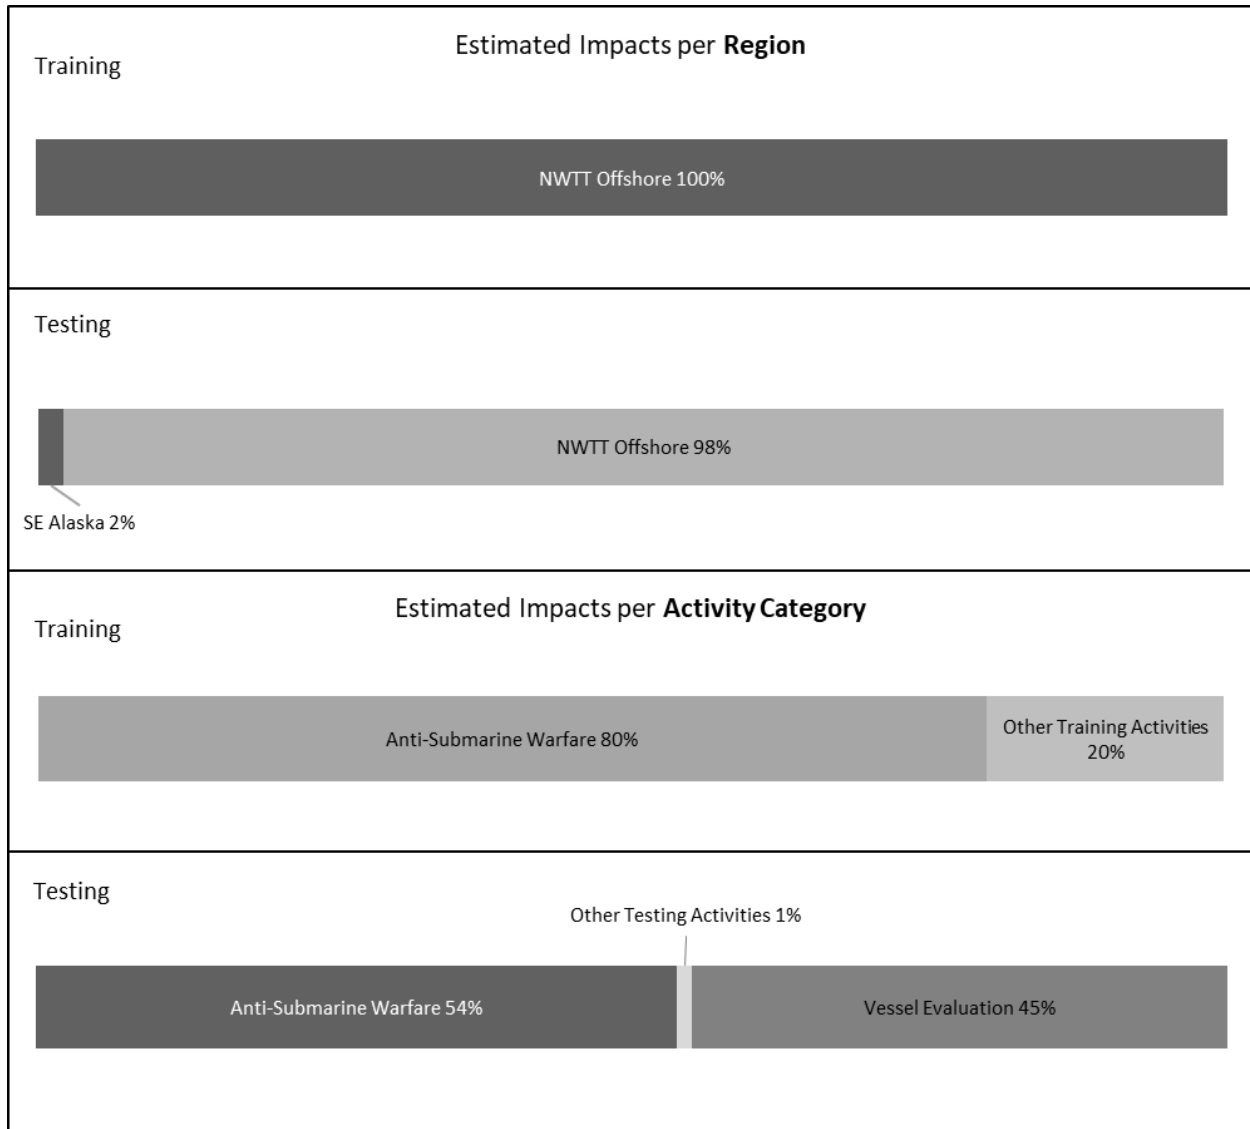 Estimated Impacts per Region
Training
NWTT Offshore 100%
Testing
NWTT Offshore 98%
SE Alaska 2%
Estimated Impacts per Activity Category
Training
Anti-Submarine Warfare 80%
Other Training Activities
20%
Testing
Other Testing Activities 1%
Anti-Submarine Warfare 54%
Vessel Evaluation 45%